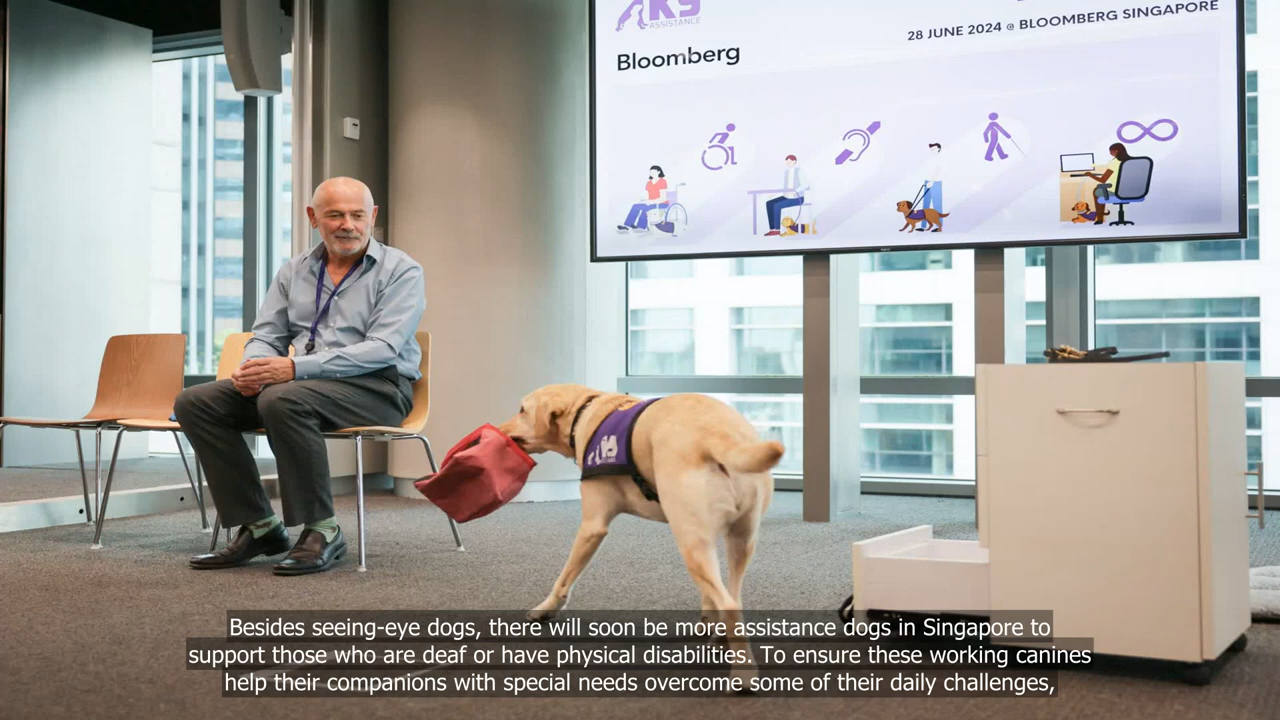 K9
ASSISTANCE
28 JUNE 2024 @ BLOOMBERG SINGAPORE
Bloomberg
Besides seeing-eye dogs, there will soon be more assistance dogs in Singapore to
support those who are deaf or have physical disabilities. To ensure these working canines
help their companions with special needs overcome some of their daily challenges,